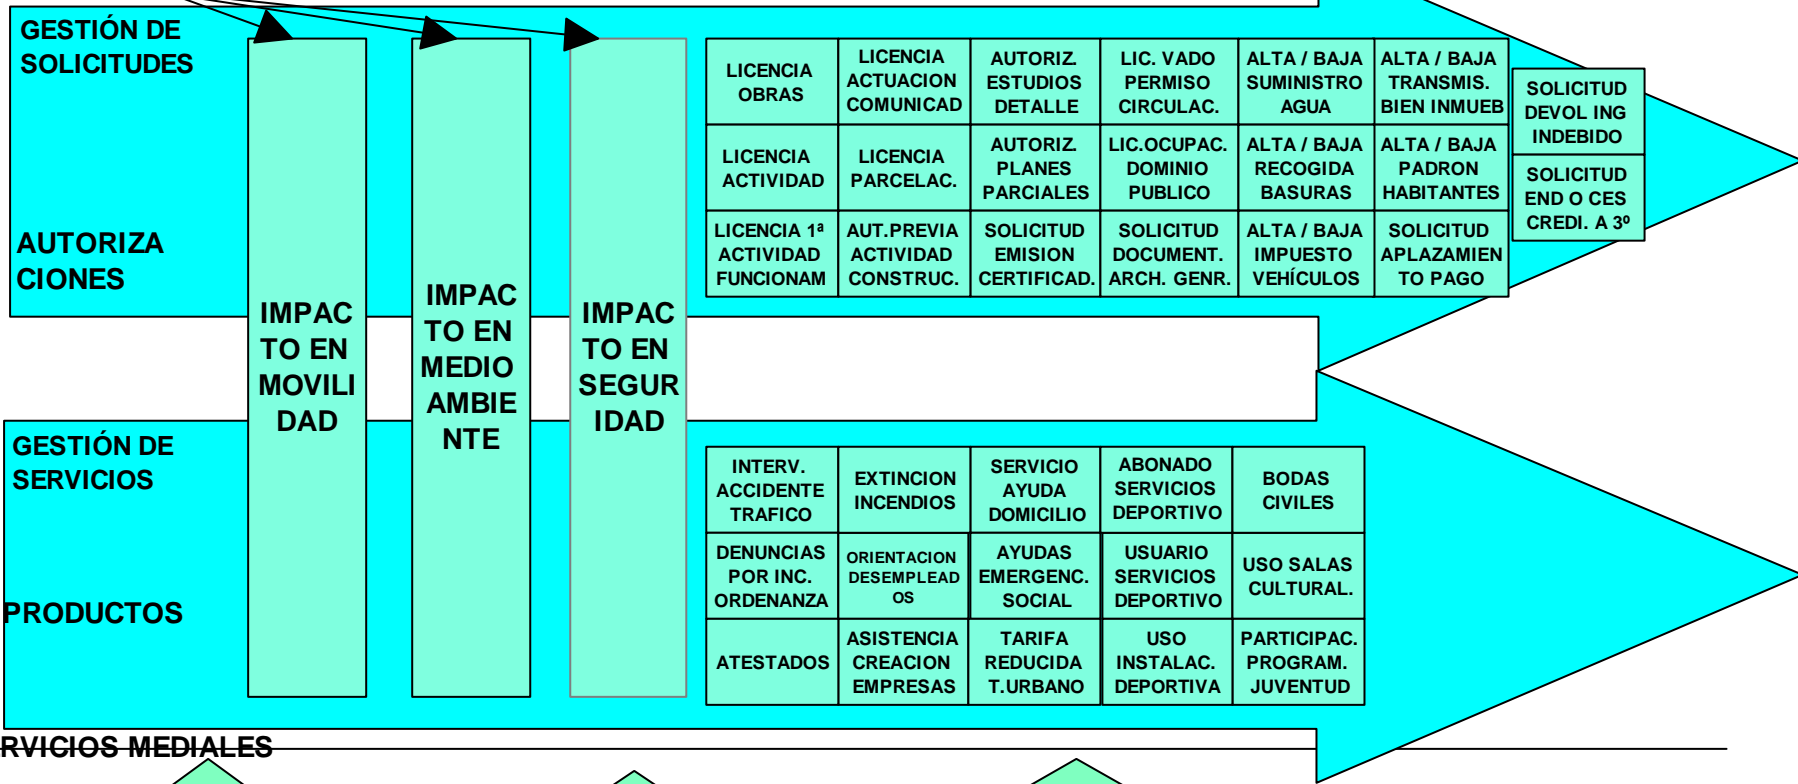 GESTIÓN DE
SOLICITUDES
AUTORIZA
CIONES
IMPAC
TO EN
MOVILI
DAD
IMPAC
TO EN
MEDIO
AMBIE
NTE
IMPAC
TO EN
SEGUR
IDAD
LICENCIA
OBRAS
LICENCIA
ACTUACION
COMUNICAD
AUTORIZ.
ESTUDIOS
DETALLE
LIC. VADO
PERMISO
CIRCULAC.
ALTA / BAJA
SUMINISTRO
AGUA
ALTA / BAJA
TRANSMIS.
BIEN INMUEB
SOLICITUD
DEVOL ING
INDEBIDO
LICENCIA
ACTIVIDAD
LICENCIA
PARCELAC.
AUTORIZ.
PLANES
PARCIALES
LIC.OCUPAC.
DOMINIO
PUBLICO
ALTA / BAJA
RECOGIDA
BASURAS
ALTA / BAJA
PADRON
HABITANTES
SOLICITUD
END O CES
CREDI. A 3º
LICENCIA 1ª
ACTIVIDAD
FUNCIONAM
AUT.PREVIA
ACTIVIDAD
CONSTRUC.
SOLICITUD
EMISION
CERTIFICAD.
SOLICITUD
DOCUMENT.
ARCH. GENR.
ALTA / BAJA
IMPUESTO
VEHÍCULOS
SOLICITUD
APLAZAMIEN
TO PAGO
GESTIÓN DE
SERVICIOS
PRODUCTOS
INTERV.
ACCIDENTE
TRAFICO
EXTINCION
INCENDIOS
SERVICIO
AYUDA
DOMICILIO
ABONADO
SERVICIOS
DEPORTIVO
BODAS
CIVILES
DENUNCIAS
POR INC.
ORDENANZA
ORIENTACION
DESEMPLEAD
OS
AYUDAS
EMERGENC.
SOCIAL
USUARIO
SERVICIOS
DEPORTIVO
USO SALAS
CULTURAL.
ATESTADOS
ASISTENCIA
CREACION
EMPRESAS
TARIFA
REDUCIDA
T.URBANO
USO
INSTALAC.
DEPORTIVA
PARTICIPAC.
PROGRAM.
JUVENTUD
RVICIOS MEDIALES